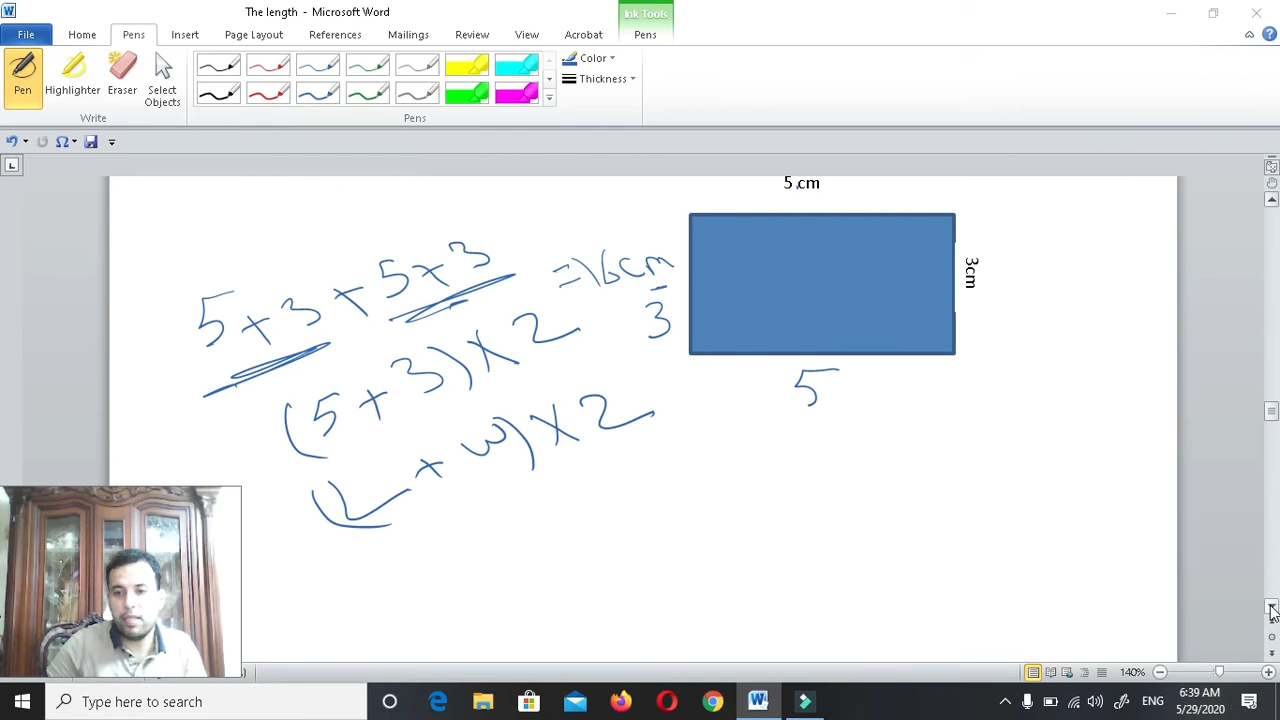 The length - Microsoft Word
Ink Tools
File Home Pens Insert Page Layout References Mailings Review View Acrobat Pens
Pen Highlighter Eraser Select Objects
Color
Thickness
Write
Pens
5 cm
3cm
5+3+5+3 =16cm
3
(5+3)×2
5
(L+w)×2
140%
Type here to search
ENG
6:39 AM
5/29/2020